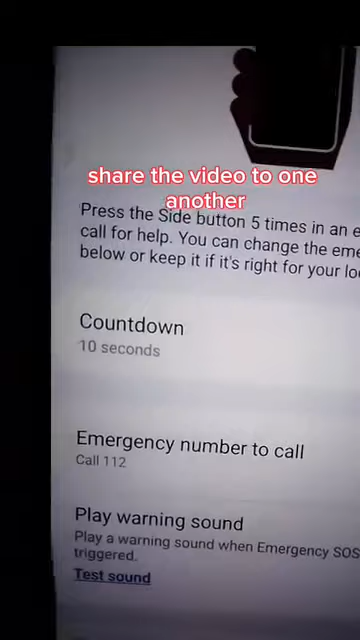 share the video to one
another
Press the Side button 5 times in an
call for help. You can change the
below or keep it if it's right for your
Countdown
10 seconds
Emergency number to call
Call 112
Play warning sound
Play a warning sound when Emergency SOS
triggered.
Test sound